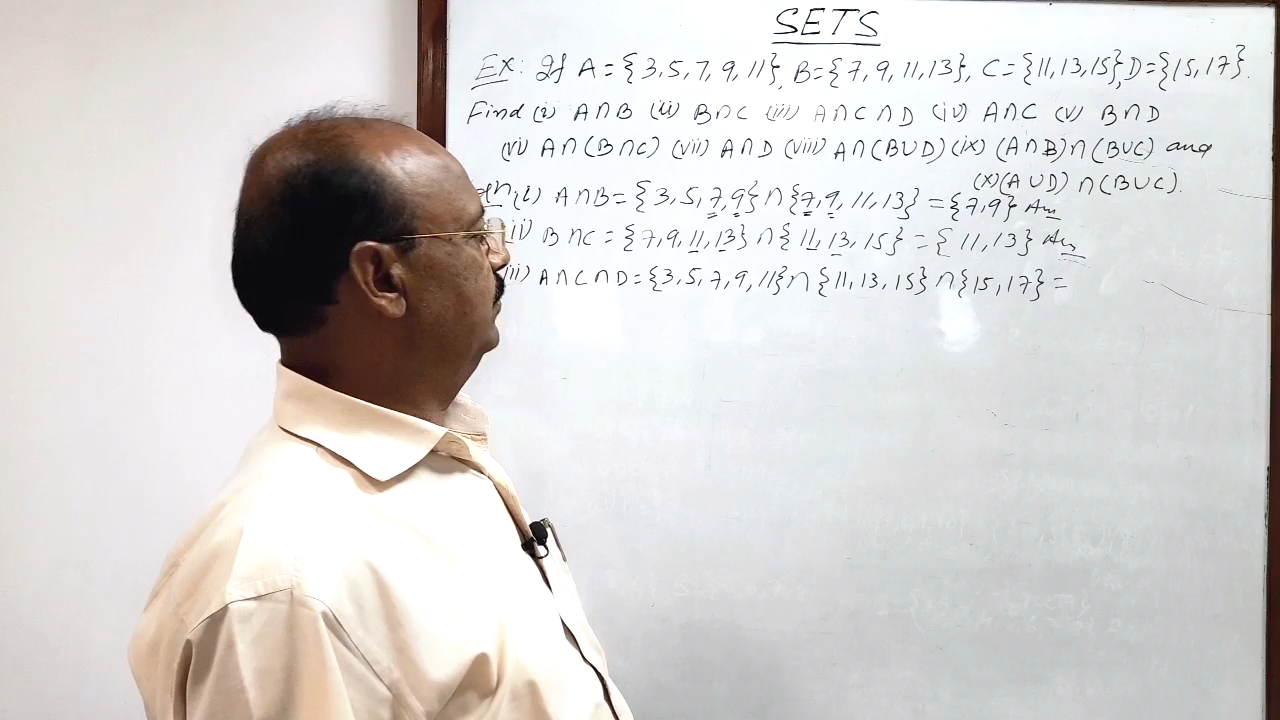 SETS
Ex: If A = {3, 5, 7, 9, 11}, B = {7, 9, 11, 13}, C = {11, 13, 15}, D = {15, 17}.
Find (i) A∩B (ii) B∩C (iii) A∩C∩D (iv) A∩C (v) B∩D
(vi) A∩(B∩C) (vii) A∩D (viii) A∩(B∪D) (ix) (A∩B)∩(B∪C) and
(x) (A∪D)∩(B∪C).
(i) A∩B = {3, 5, 7, 9} ∩ {7, 9, 11, 13} = {7, 9} Ans
ii) B∩C = {7, 9, 11, 13} ∩ {11, 13, 15} = {11, 13} Ans
ii) A∩C∩D = {3, 5, 7, 9, 11} ∩ {11, 13, 15} ∩ {15, 17} =